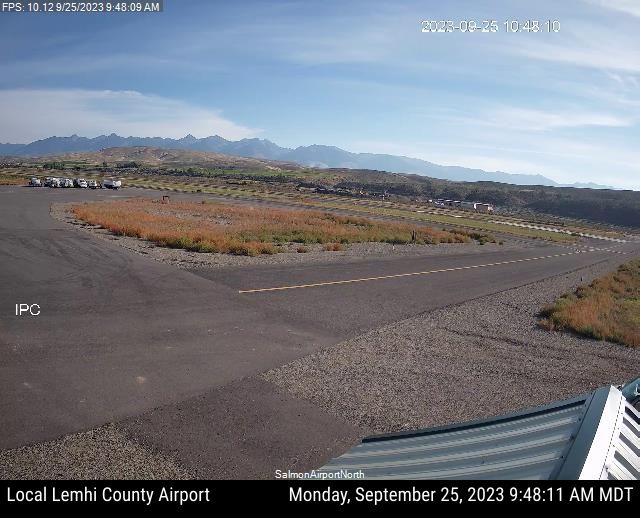 FPS: 10.12 9/25/2023 9:48:09 AM
2023-09-25 10:48:10
IPC
SalmonAirportNorth
Local Lemhi County Airport Monday, September 25, 2023 9:48:11 AM MDT